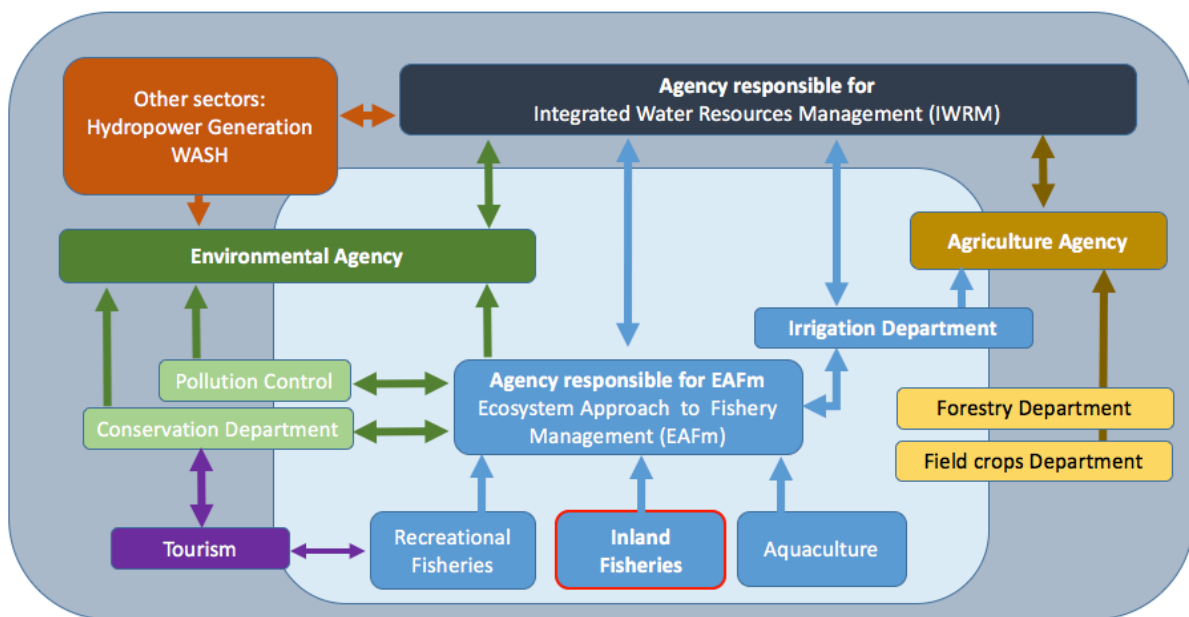 Other sectors:
Hydropower Generation
WASH
Agency responsible for
Integrated Water Resources Management (IWRM)
Environmental Agency
Agriculture Agency
Irrigation Department
Pollution Control
Conservation Department
Agency responsible for EAFm
Ecosystem Approach to Fishery
Management (EAFm)
Forestry Department
Field crops Department
Tourism
Recreational
Fisheries
Inland
Fisheries
Aquaculture